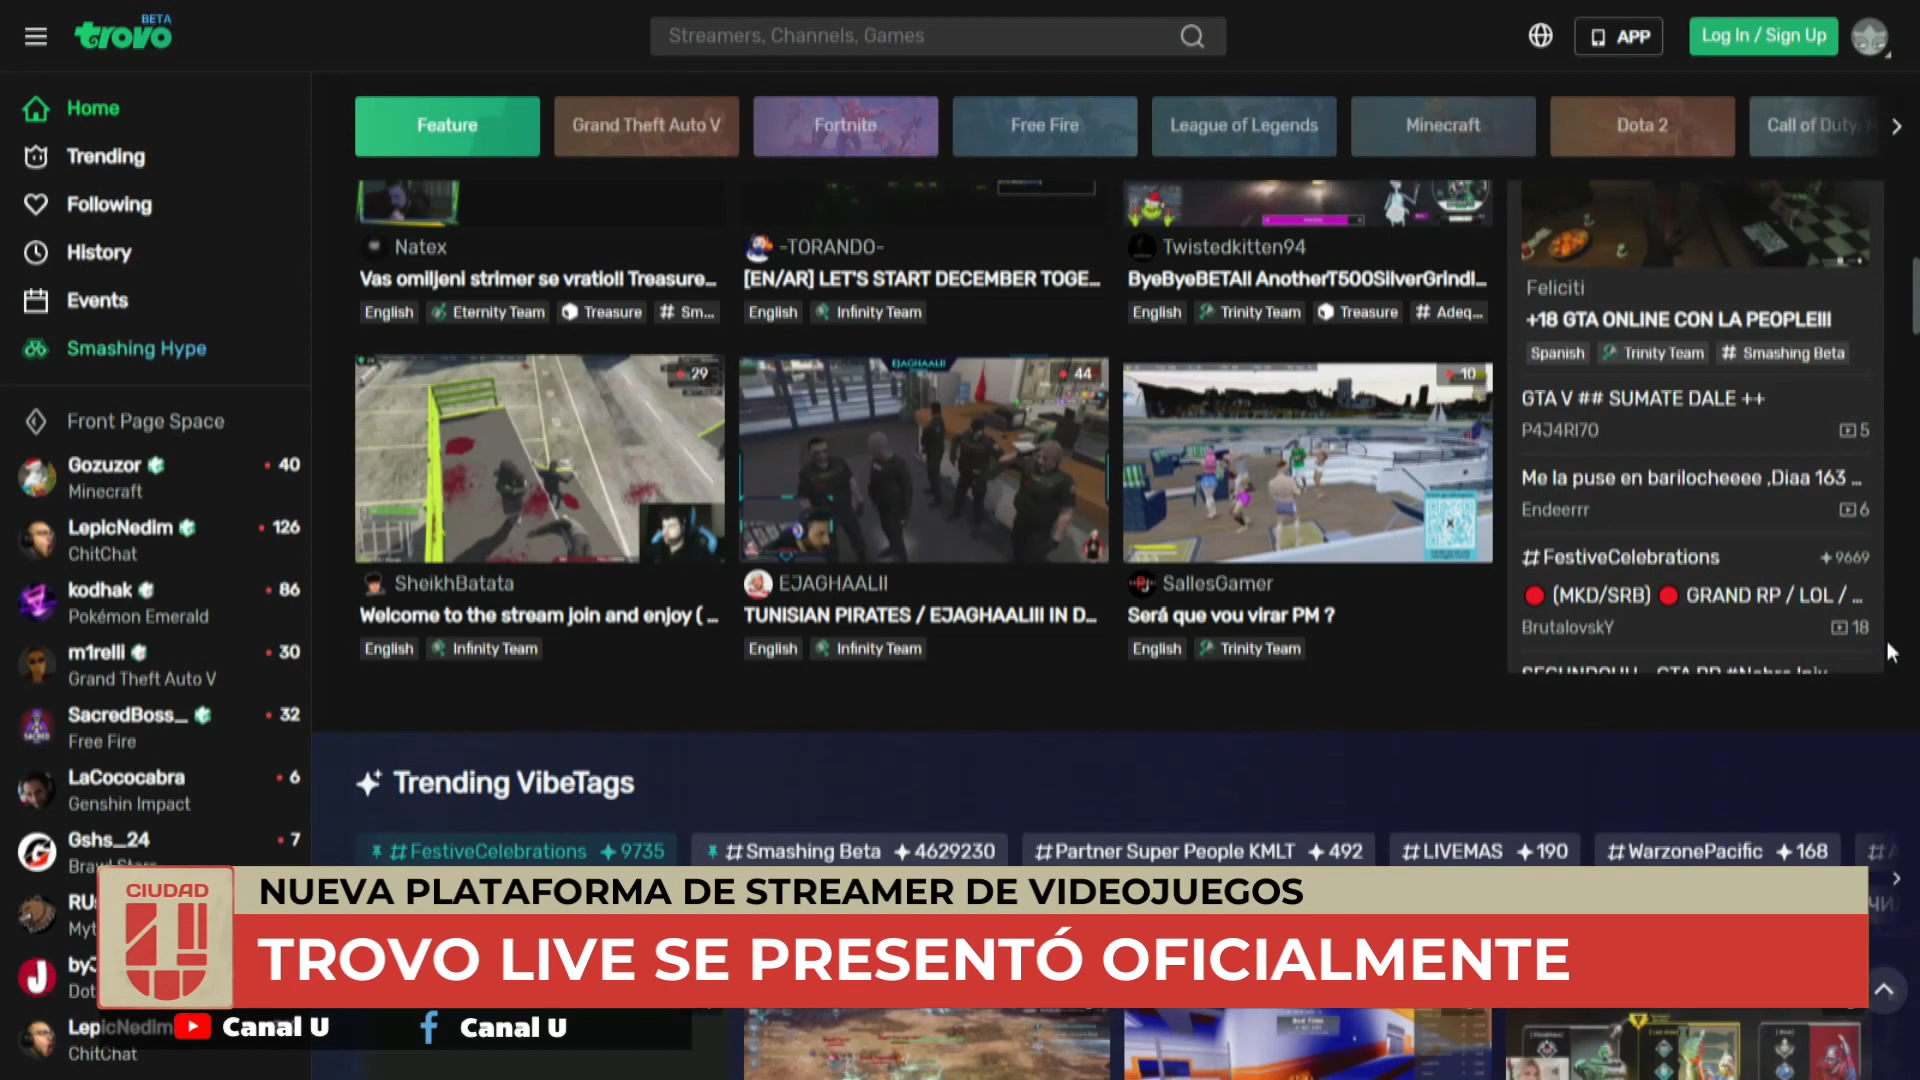 trovo BETA
Streamers, Channels, Games
APP
Log In / Sign Up
Home
Trending
Following
History
Events
Smashing Hype
Front Page Space
Gozuzor 40
Minecraft
LepicNedim 126
ChitChat
kodhak 86
Pokémon Emerald
m1relli 30
Grand Theft Auto V
SacredBoss_ 32
Free Fire
LaCococabra 6
Genshin Impact
Gshs_24 7
LepicNedim
ChitChat
Feature
Grand Theft Auto V
Fortnite
Free Fire
League of Legends
Minecraft
Dota 2
Call of Duty:
Natex
Vas omiljeni strimer se vratio!! Treasure...
English Eternity Team Treasure # Sm...
-TORANDO-
[EN/AR] LET'S START DECEMBER TOGE...
English Infinity Team
Twistedkitten94
ByeByeBETA!! AnotherT500SilverGrind!...
English Trinity Team Treasure # Adeq...
Feliciti
+18 GTA ONLINE CON LA PEOPLE!!!
Spanish Trinity Team # Smashing Beta
GTA V ## SUMATE DALE ++
P4J4RI7O 5
Me la puse en barilocheeee ,Diaa 163 ...
Endeerrr 6
#FestiveCelebrations 9669
(MKD/SRB) GRAND RP / LOL / ...
BrutalovskY 18
29
SheikhBatata
Welcome to the stream join and enjoy ( ...
English Infinity Team
EJAGHAALII
44
EJAGHAALII
TUNISIAN PIRATES / EJAGHAALIII IN D...
English Infinity Team
10
SallesGamer
Será que vou virar PM ?
English Trinity Team
Trending VibeTags
#FestiveCelebrations 9735
#Smashing Beta 4629230
#Partner Super People KMLT 492
#LIVEMAS 190
#WarzonePacific 168
CIUDAD U
NUEVA PLATAFORMA DE STREAMER DE VIDEOJUEGOS
TROVO LIVE SE PRESENTÓ OFICIALMENTE
Canal U
Canal U